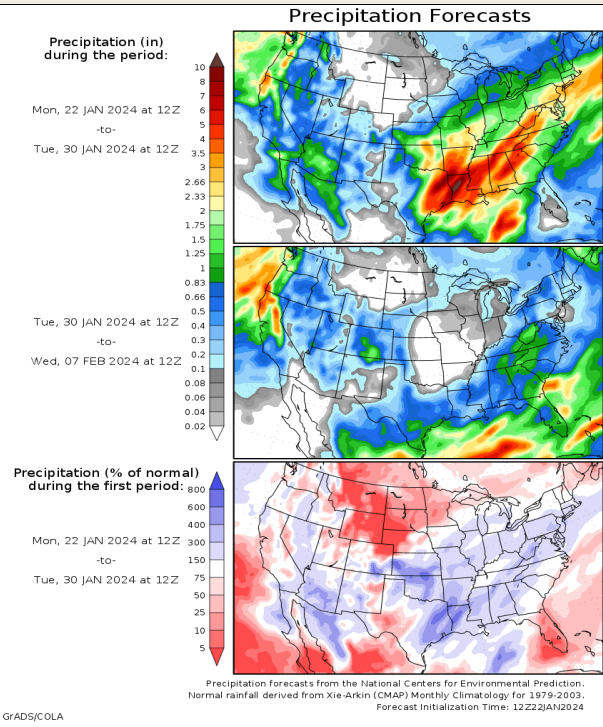 Precipitation Forecasts
Precipitation (in)
during the period:
Mon, 22 JAN 2024 at 12Z
-to-
Tue, 30 JAN 2024 at 12Z
10
8
7
6
5
4
3.5
3
2.66
2.33
2
1.75
1.5
1.25
1
0.83
0.66
0.5
0.4
0.3
0.2
0.1
0.08
0.06
0.04
0.02
Tue, 30 JAN 2024 at 12Z
-to-
Wed, 07 FEB 2024 at 12Z
Precipitation (% of normal)
during the first period:
Mon, 22 JAN 2024 at 12Z
-to-
Tue, 30 JAN 2024 at 12Z
800
600
400
300
150
75
50
25
10
5
Precipitation forecasts from the National Centers for Environmental Prediction.
Normal rainfall derived from Xie-Arkin (CMAP) Monthly Climatology for 1979-2003.
Forecast Initialization Time: 12Z22JAN2024
GrADS/COLA